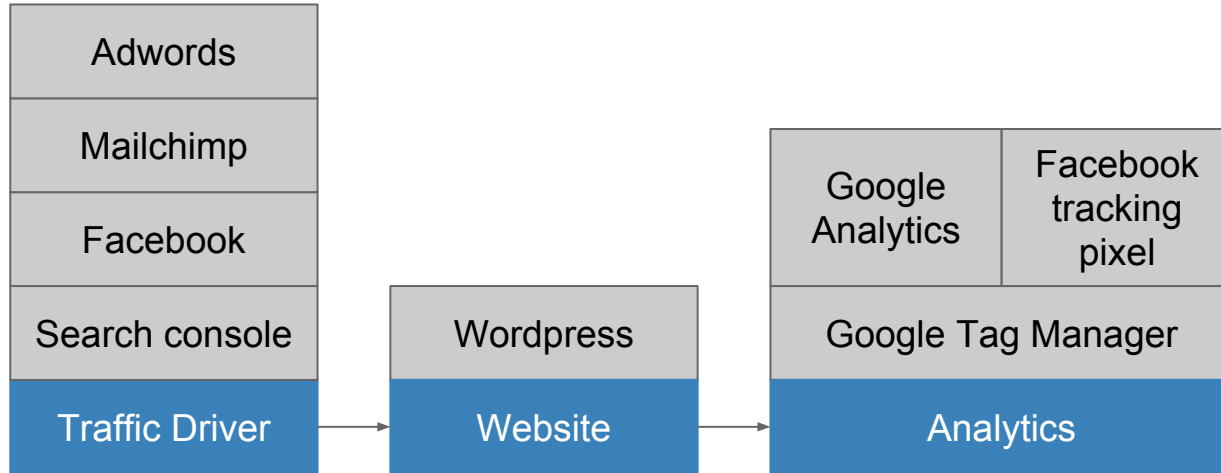 Adwords
Mailchimp
Facebook
Search console
Traffic Driver
Wordpress
Website
Google
Analytics
Facebook
tracking
pixel
Google Tag Manager
Analytics